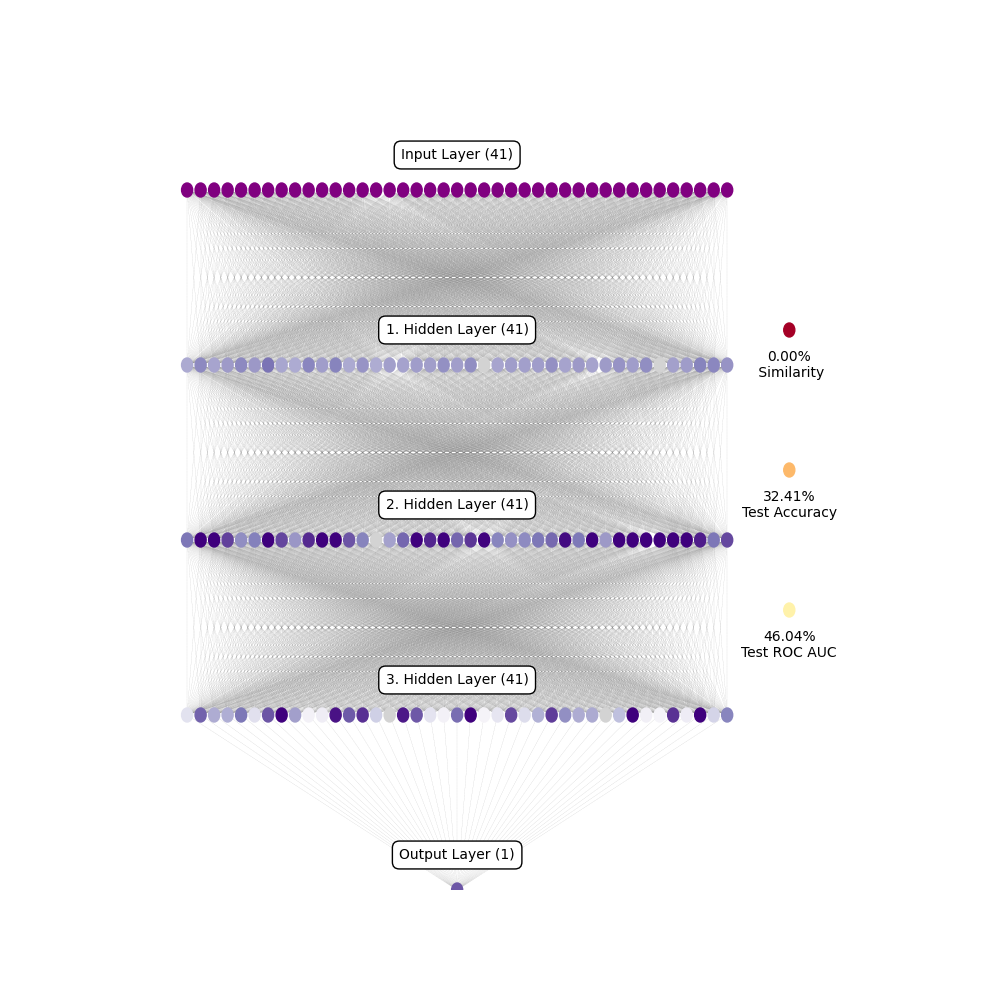 Input Layer (41)
1. Hidden Layer (41)
0.00%
Similarity
32.41%
Test Accuracy
2. Hidden Layer (41)
46.04%
Test ROC AUC
3. Hidden Layer (41)
Output Layer (1)